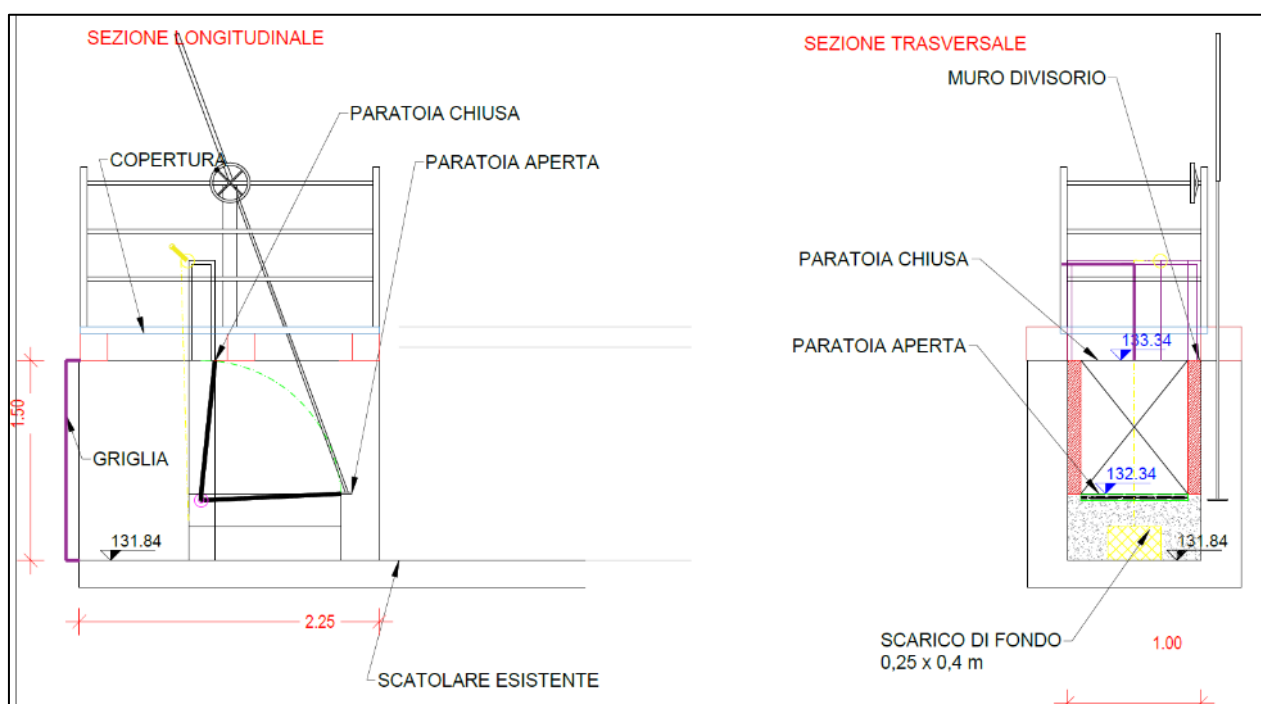 SEZIONE LONGITUDINALE
PARATOIA CHIUSA
COPERTURA
PARATOIA APERTA
1.50
GRIGLIA
131.84
2.25
SCATOLARE ESISTENTE
SEZIONE TRASVERSALE
MURO DIVISORIO
PARATOIA CHIUSA
133.34
PARATOIA APERTA
132.34
131.84
SCARICO DI FONDO
0,25 x 0,4 m
1.00